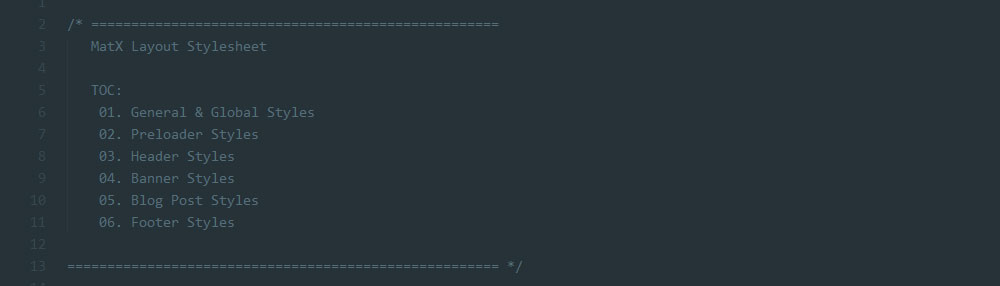 1
2 /* ===================================================
3 MatX Layout Stylesheet
4
5 TOC:
6 01. General & Global Styles
7 02. Preloader Styles
8 03. Header Styles
9 04. Banner Styles
10 05. Blog Post Styles
11 06. Footer Styles
12
13 ====================================================== */